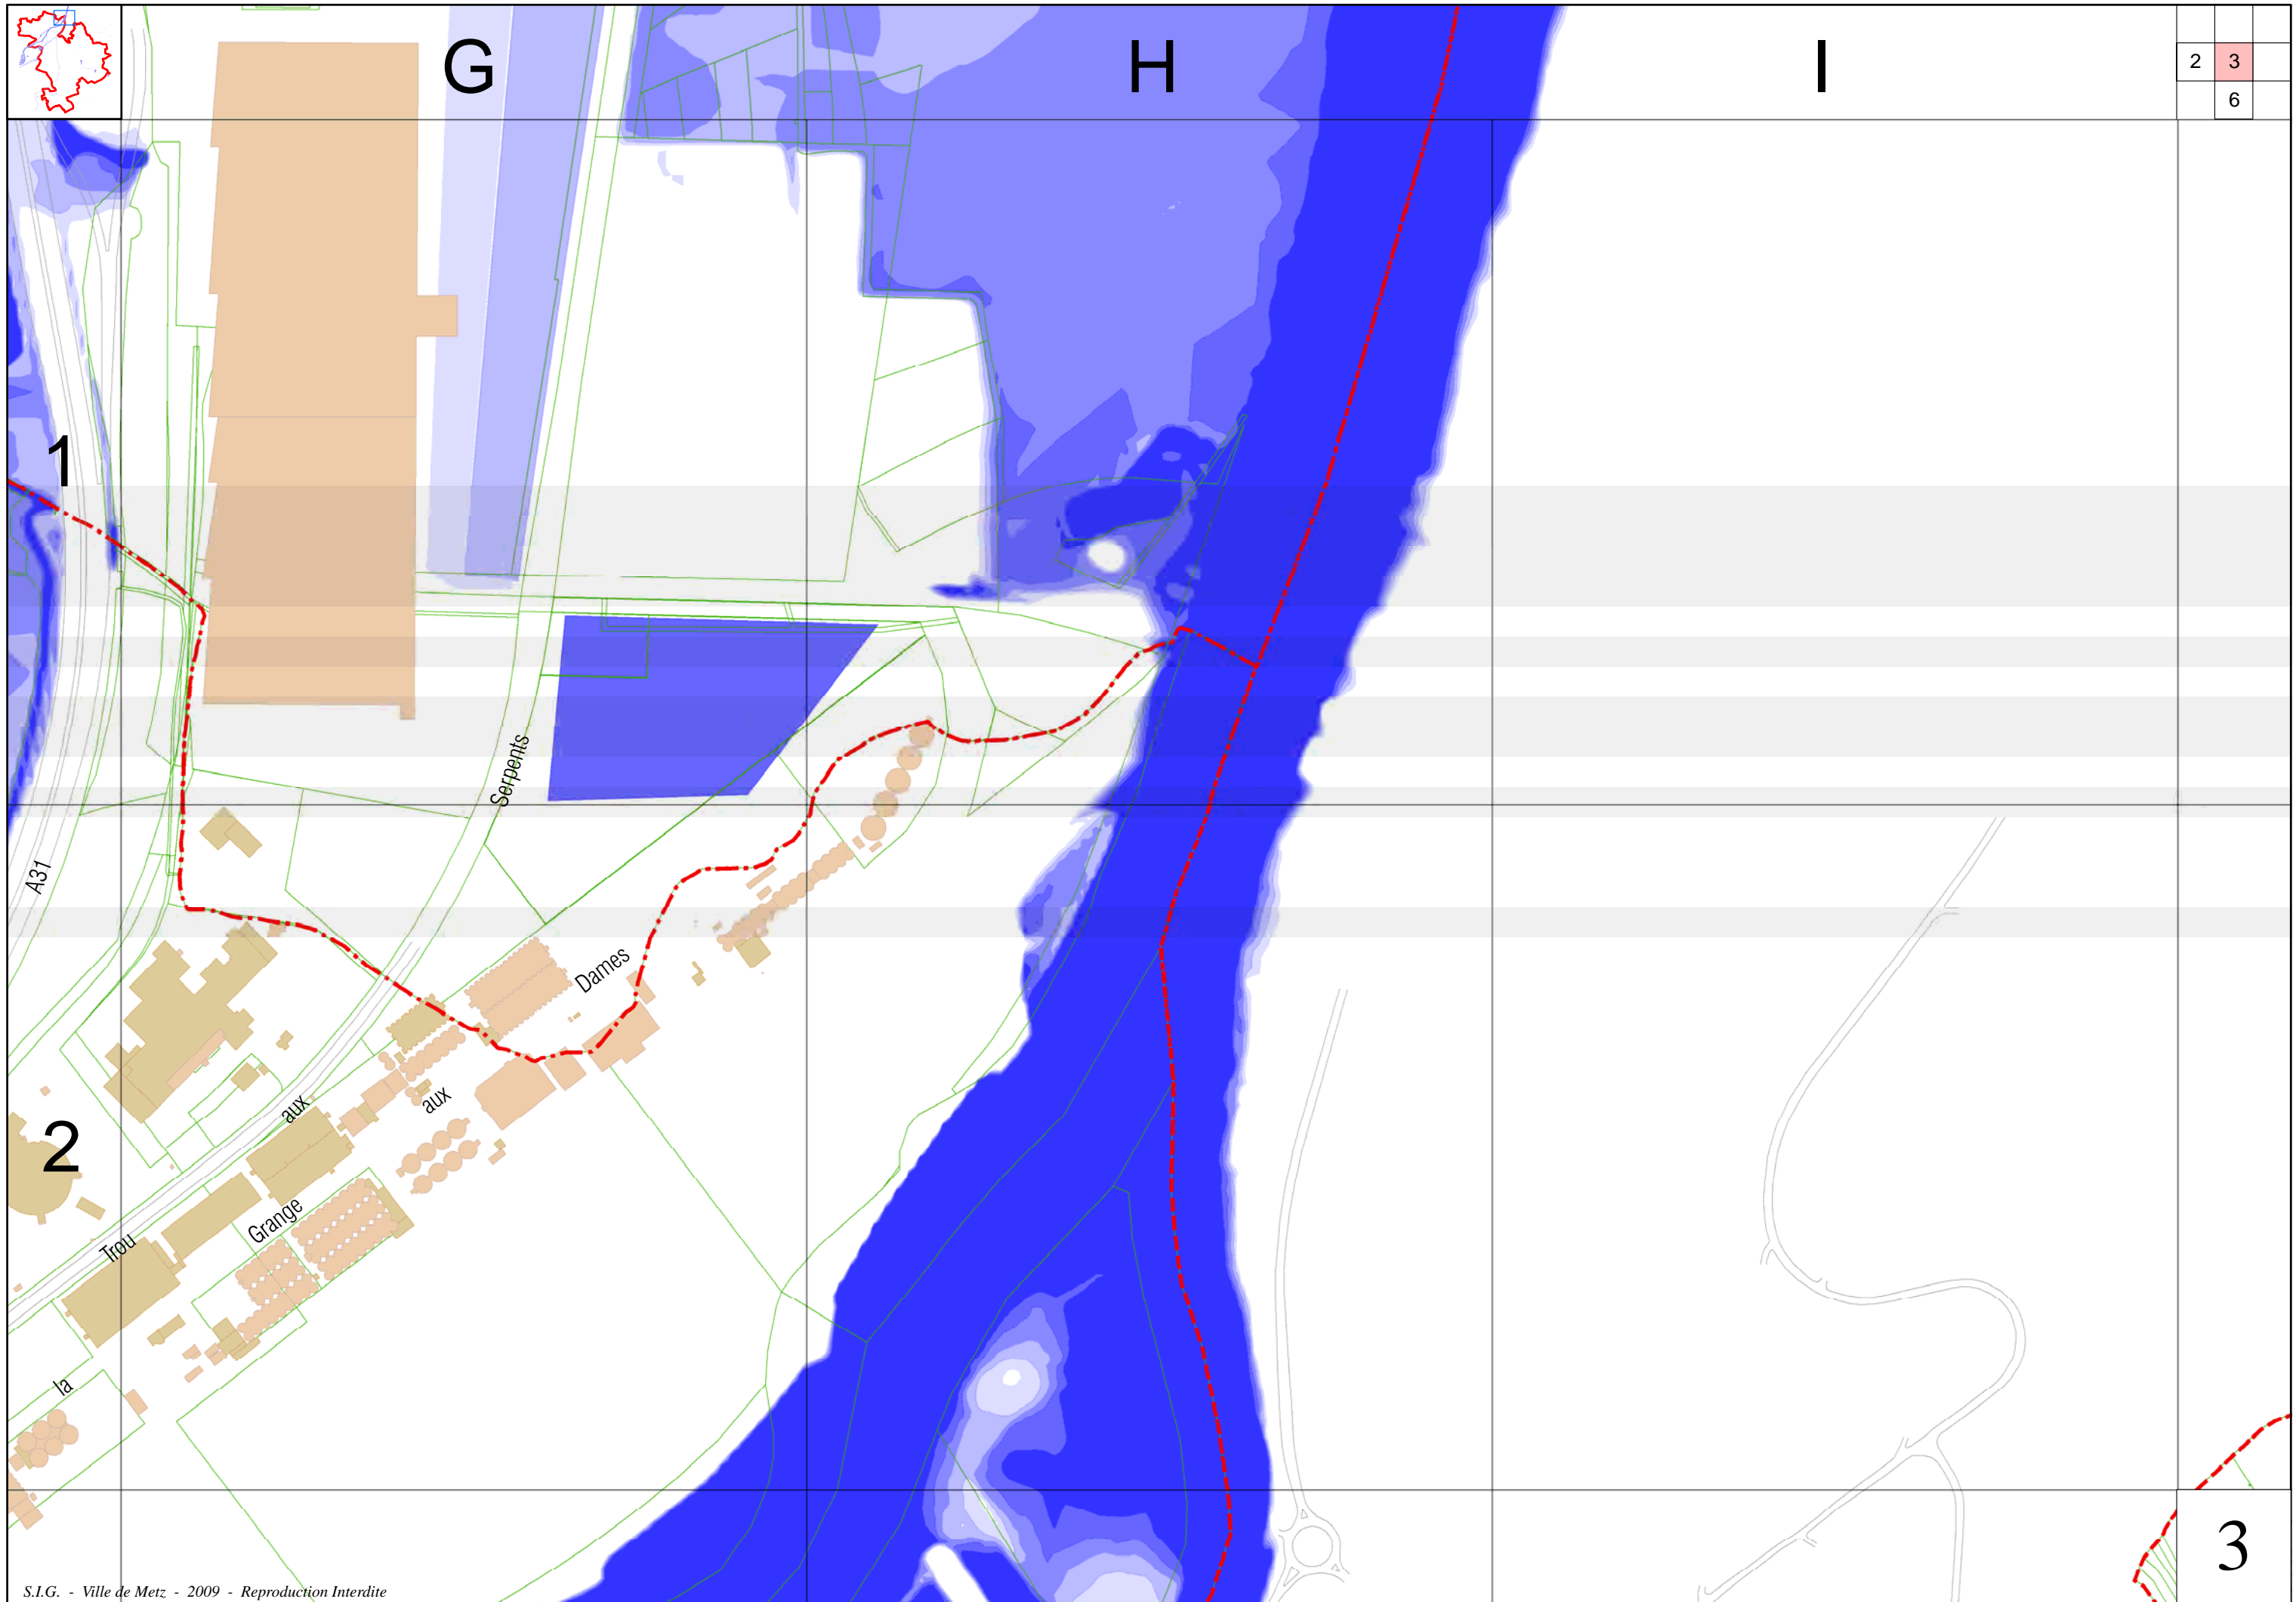 G
H
I
2 3
6
1
Serpents
A31
Dames
aux
aux
2
Grange
Trou
la
3
S.I.G. - Ville de Metz - 2009 - Reproduction Interdite